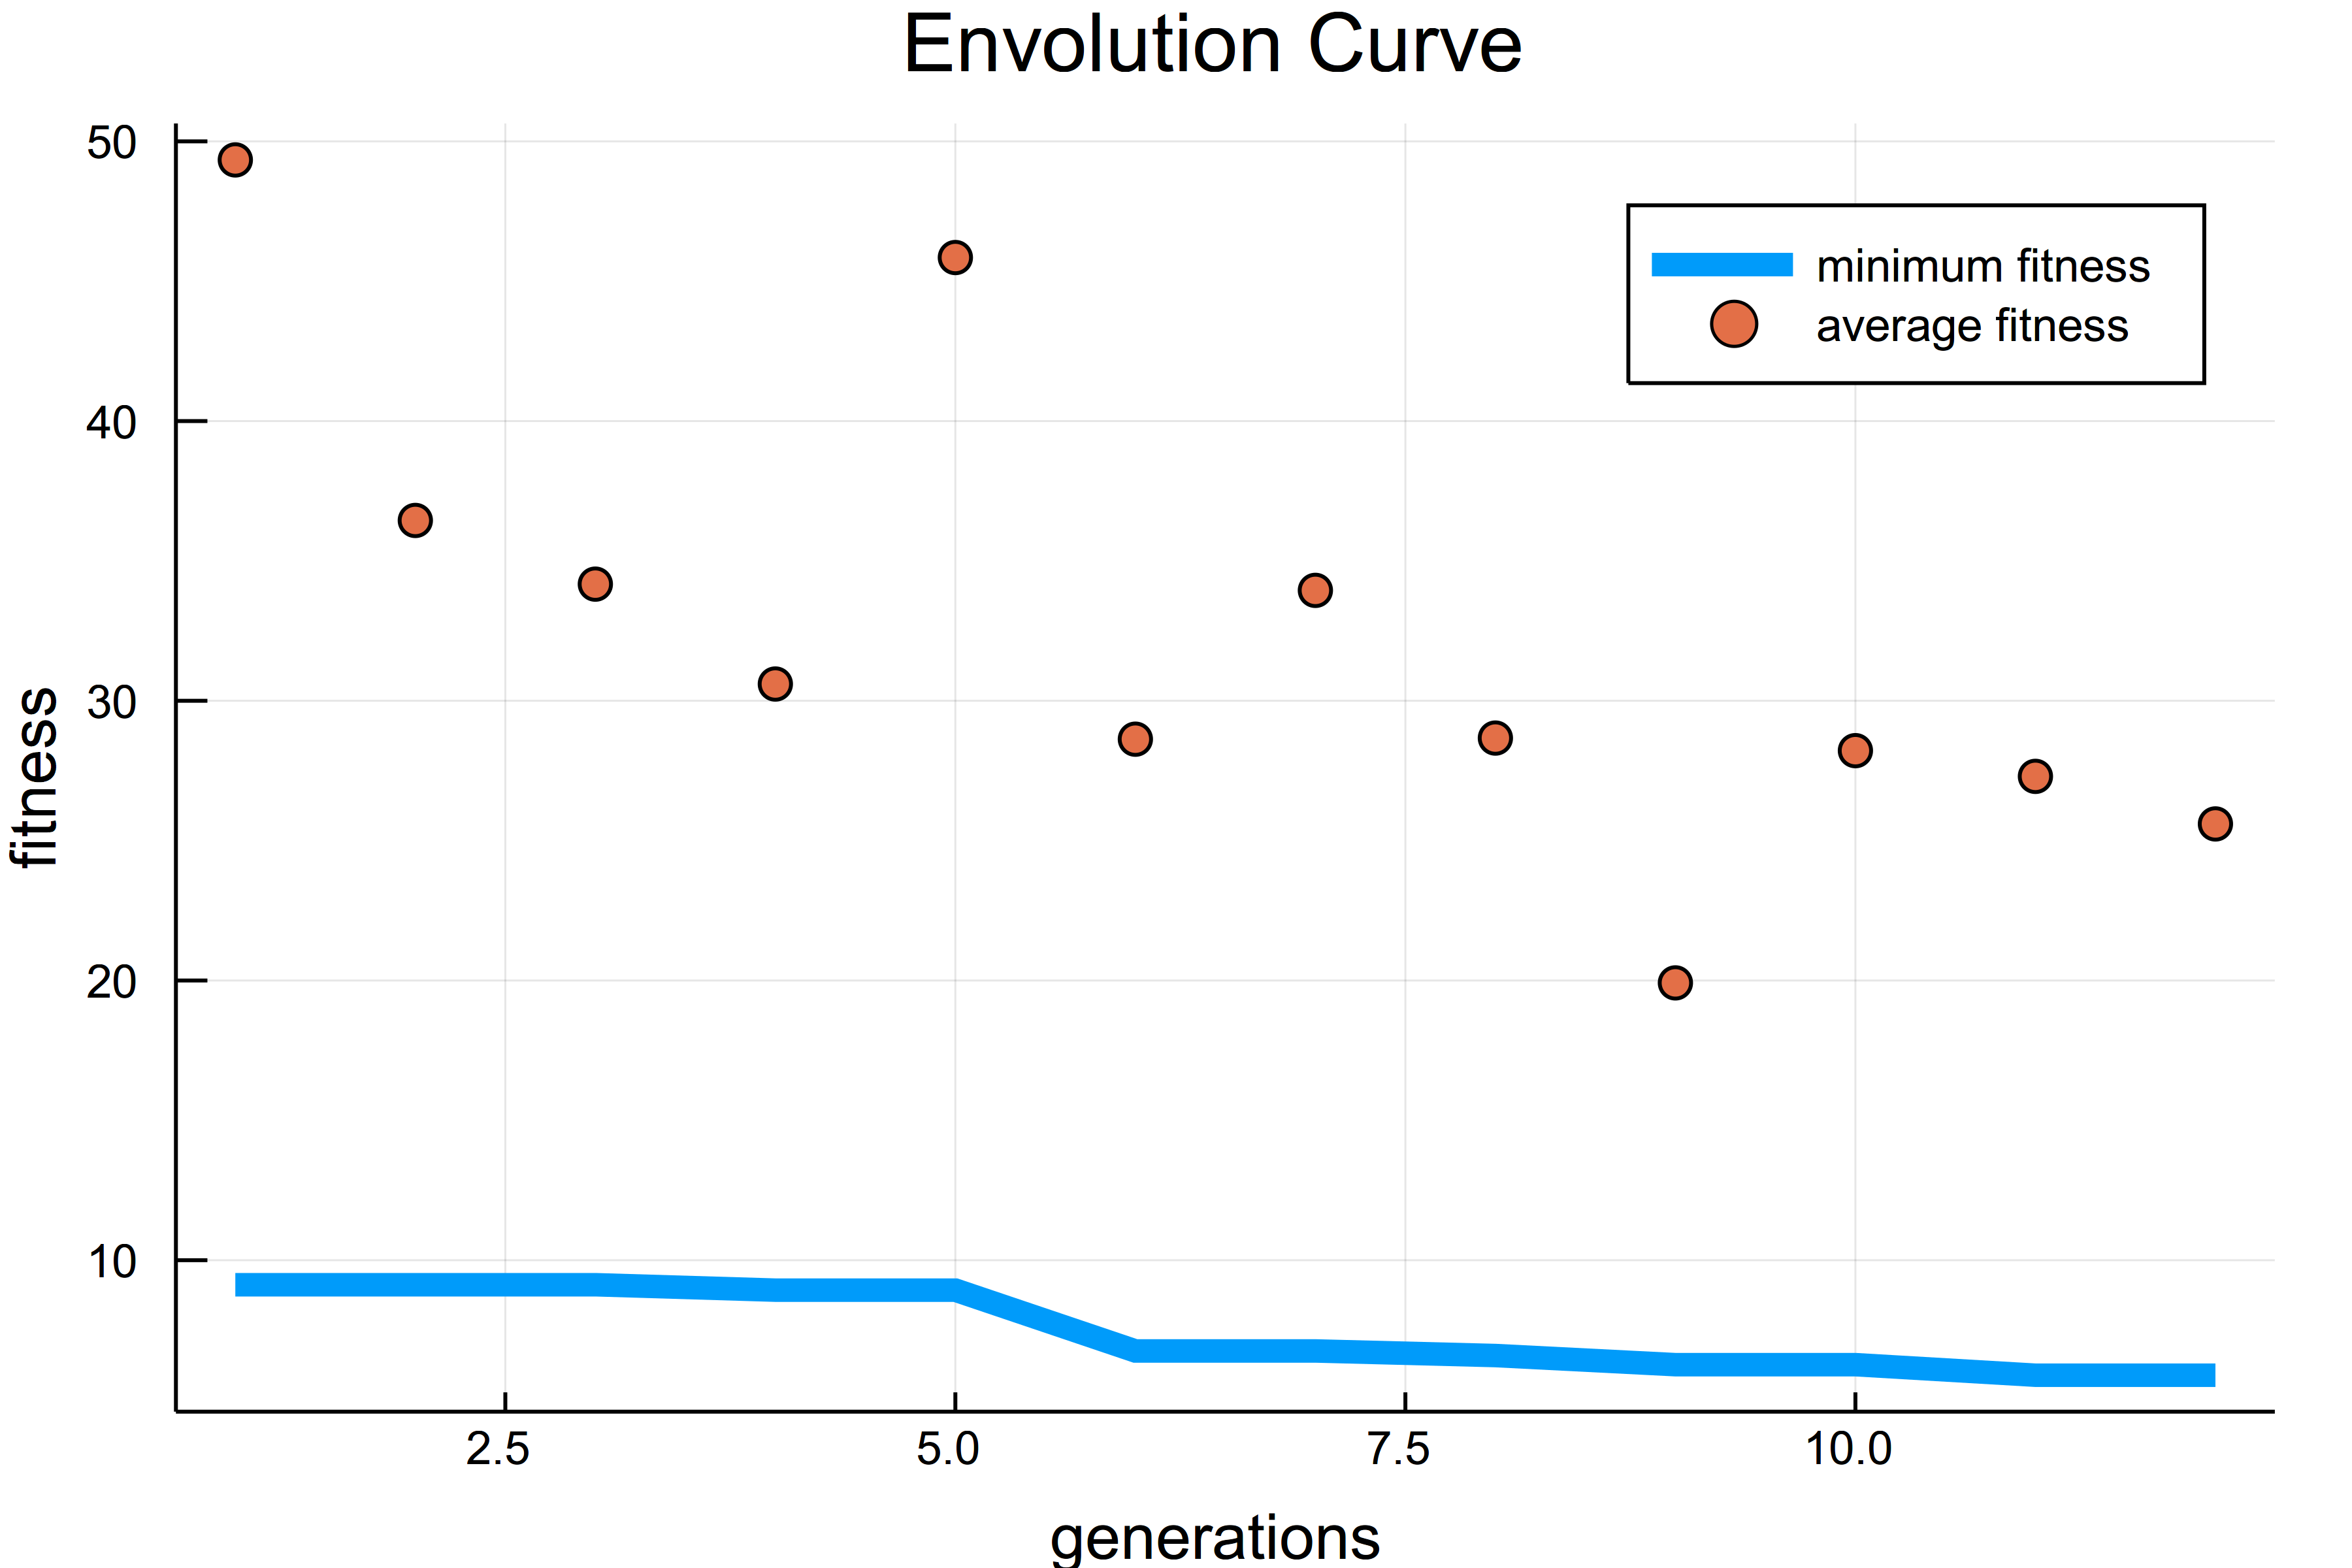 Envolution Curve
50
minimum fitness
average fitness
40
30
20
10
fitness
2.5 5.0 7.5 10.0
generations